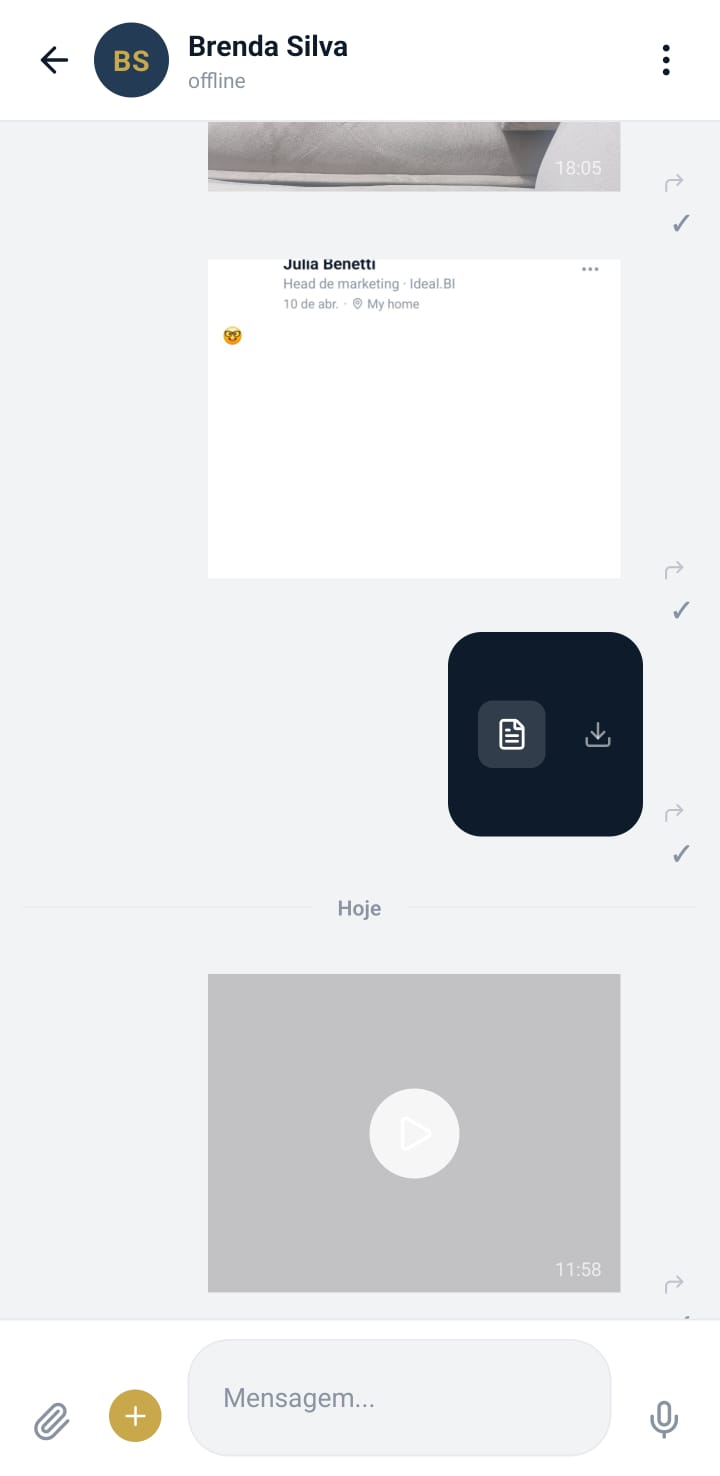 BS
Brenda Silva
offline
18:05
Julia Benetti
Head de marketing · Ideal.BI
10 de abr. · My home
Hoje
11:58
Mensagem...